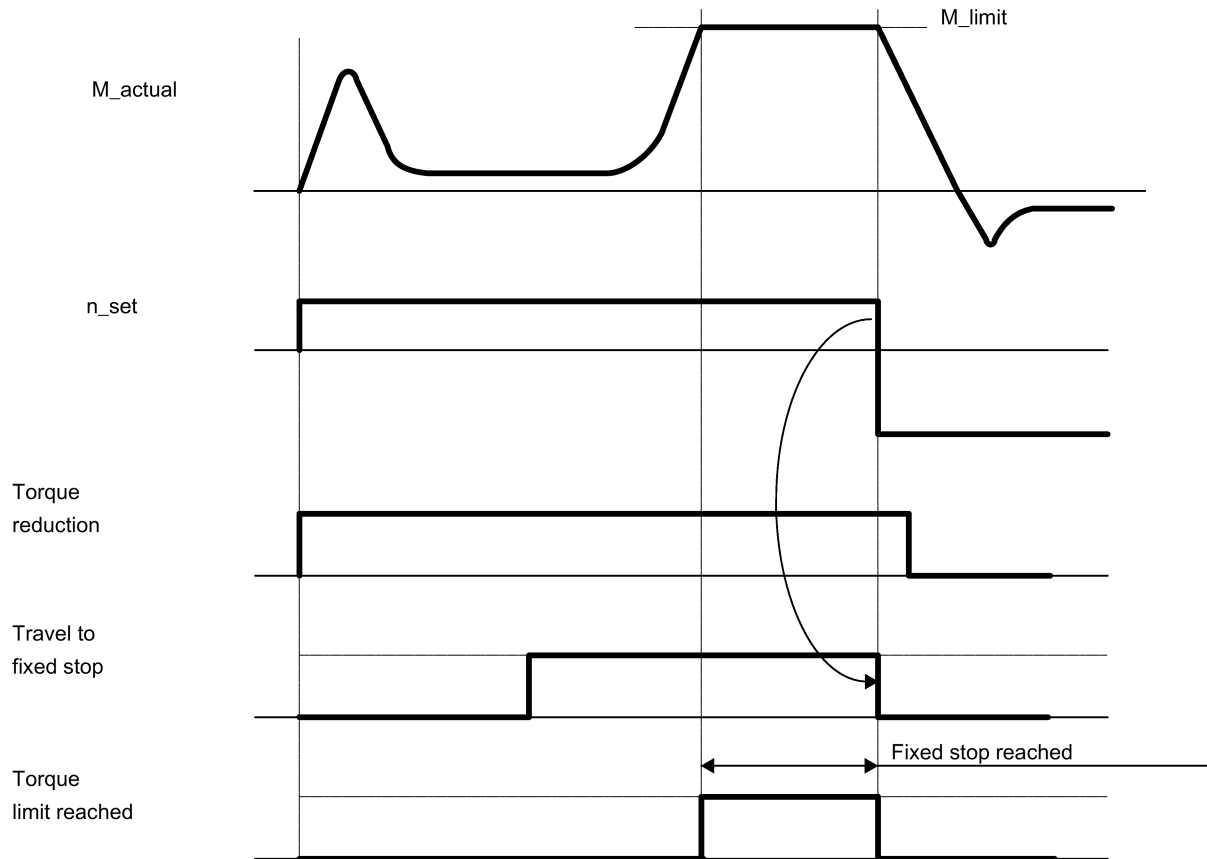 M_limit
M_actual
n_set
Torque
reduction
Travel to
fixed stop
Fixed stop reached
Torque
limit reached